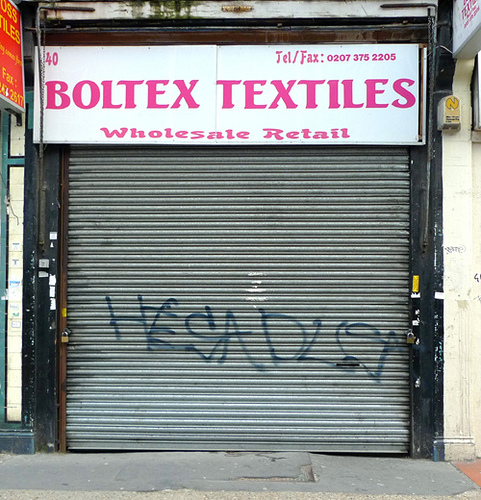 40
Tel/Fax: 0207 375 2205
BOLTEX TEXTILES
Wholesale Retail